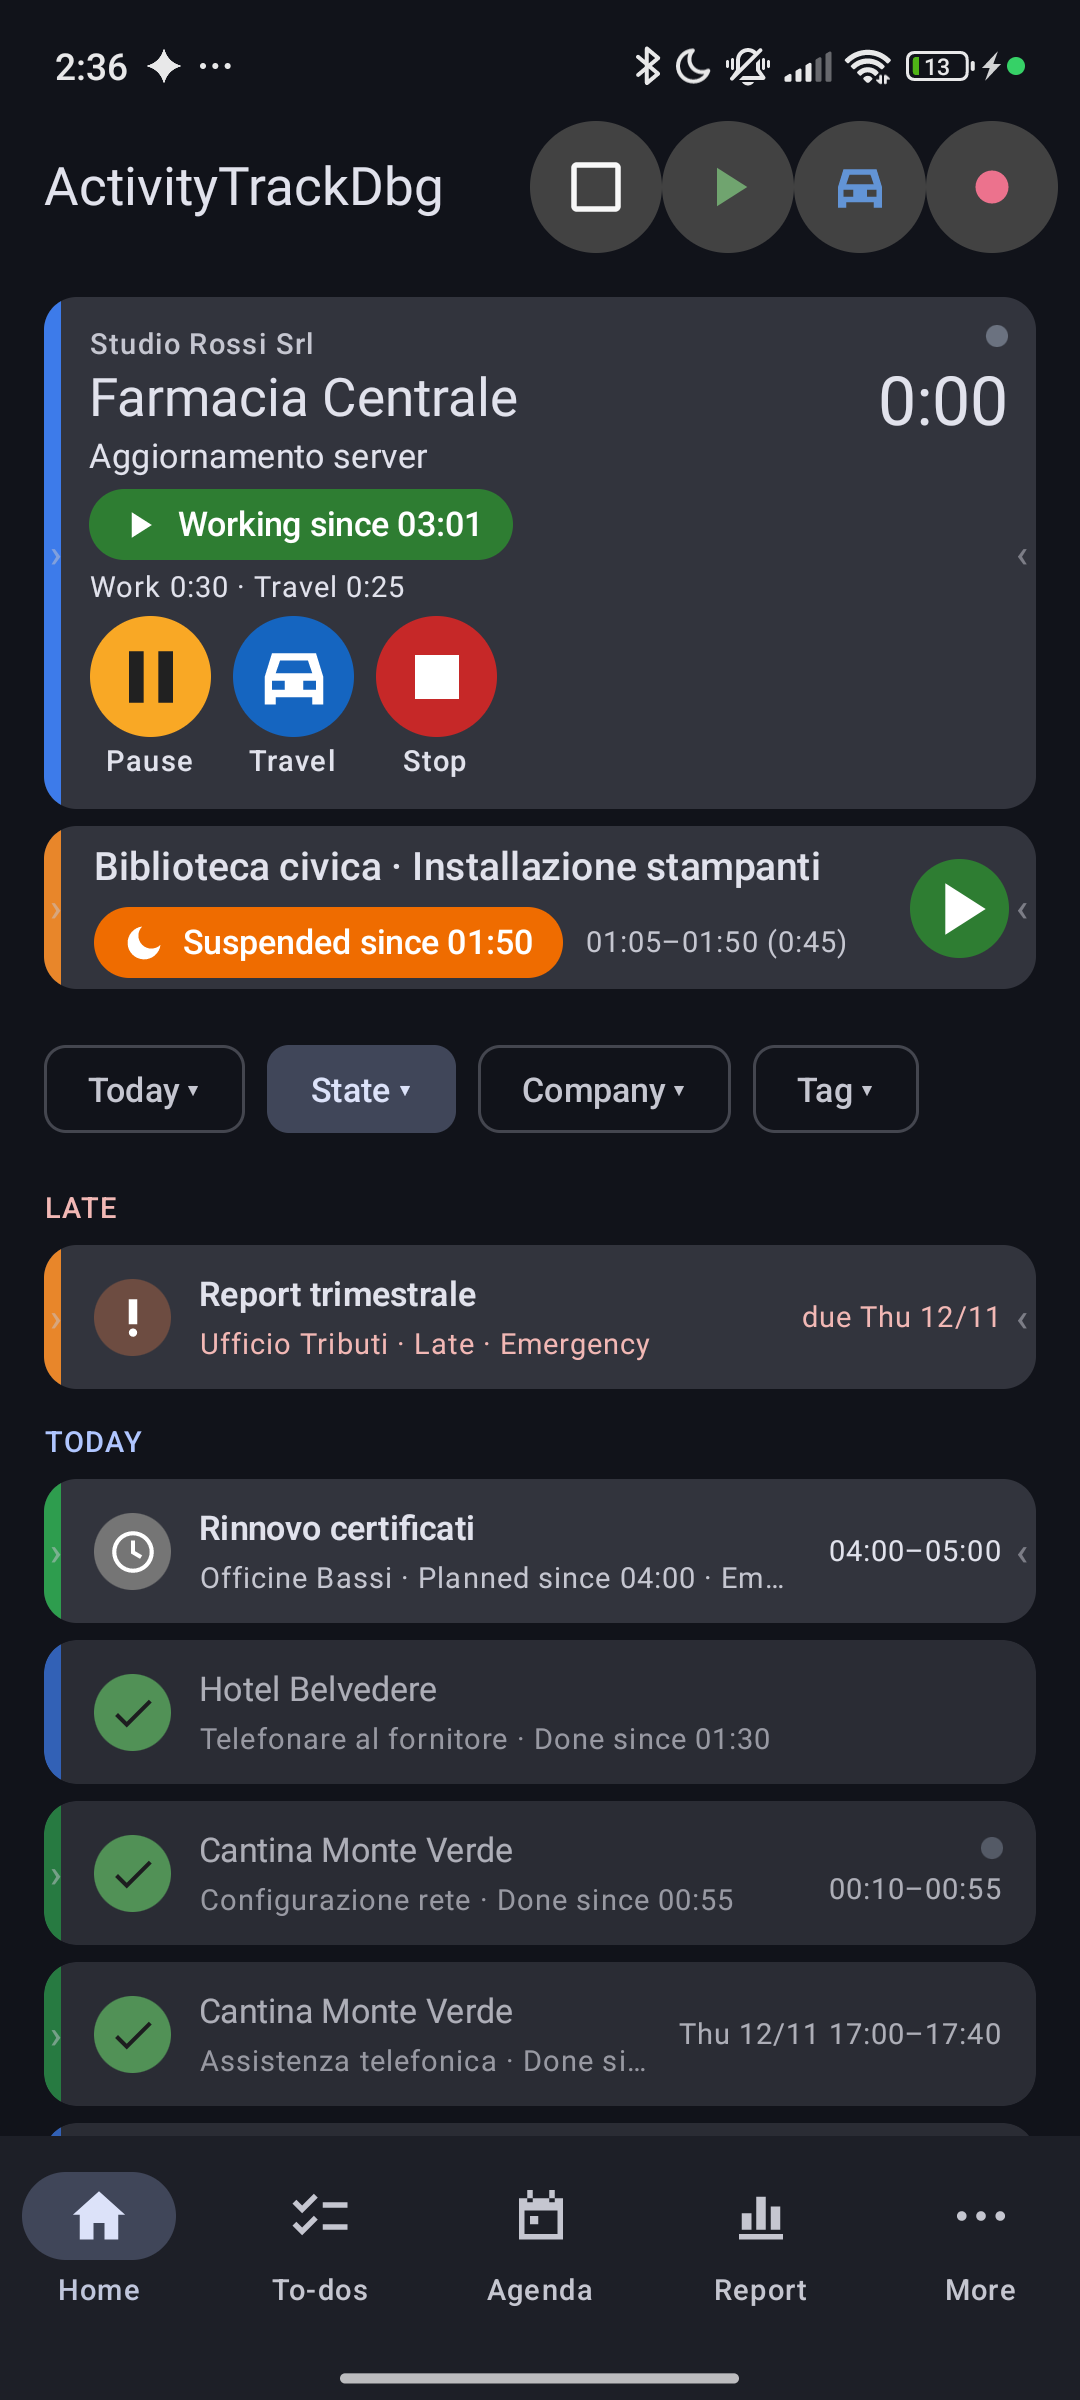 2:36
13
ActivityTrackDbg
Studio Rossi Srl
Farmacia Centrale
0:00
Aggiornamento server
Working since 03:01
Work 0:30 · Travel 0:25
Pause
Travel
Stop
Biblioteca civica · Installazione stampanti
Suspended since 01:50
01:05–01:50 (0:45)
Today ▾
State ▾
Company ▾
Tag ▾
LATE
Report trimestrale
Ufficio Tributi · Late · Emergency
due Thu 12/11
TODAY
Rinnovo certificati
Officine Bassi · Planned since 04:00 · Em…
04:00–05:00
Hotel Belvedere
Telefonare al fornitore · Done since 01:30
Cantina Monte Verde
Configurazione rete · Done since 00:55
00:10–00:55
Cantina Monte Verde
Assistenza telefonica · Done si…
Thu 12/11 17:00–17:40
Home
To-dos
Agenda
Report
More